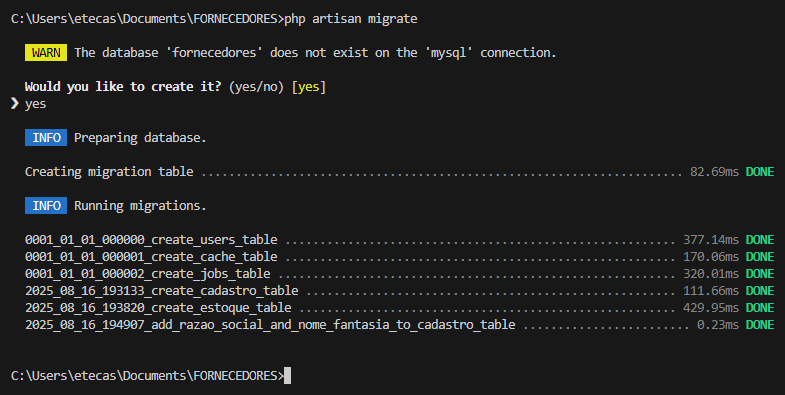 C:\Users\etecas\Documents\FORNECEDORES>php artisan migrate
WARN The database 'fornecedores' does not exist on the 'mysql' connection.
Would you like to create it? (yes/no) [yes]
❯ yes
INFO Preparing database.
Creating migration table ......................................................... 82.69ms DONE
INFO Running migrations.
0001_01_01_000000_create_users_table ............................................. 377.14ms DONE
0001_01_01_000001_create_cache_table ............................................. 170.06ms DONE
0001_01_01_000002_create_jobs_table .............................................. 320.01ms DONE
2025_08_16_193133_create_cadastro_table .......................................... 111.66ms DONE
2025_08_16_193820_create_estoque_table ........................................... 429.95ms DONE
2025_08_16_194907_add_razao_social_and_nome_fantasia_to_cadastro_table ........................ 0.23ms DONE
C:\Users\etecas\Documents\FORNECEDORES>